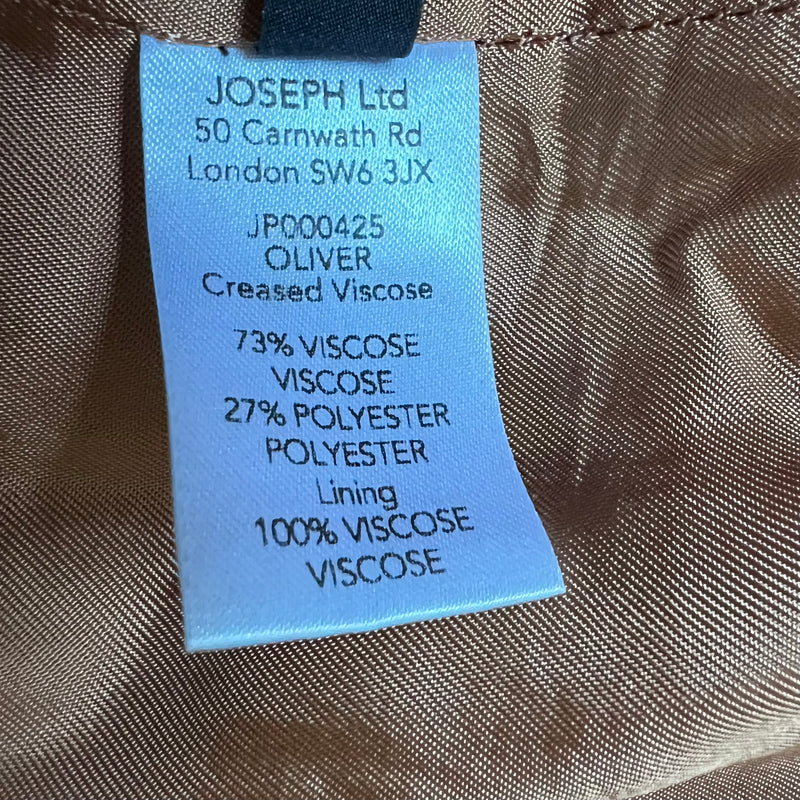 JOSEPH Ltd
50 Carnwath Rd
London SW6 3JX
JP000425
OLIVER
Creased Viscose
73% VISCOSE
VISCOSE
27% POLYESTER
POLYESTER
Lining
100% VISCOSE
VISCOSE